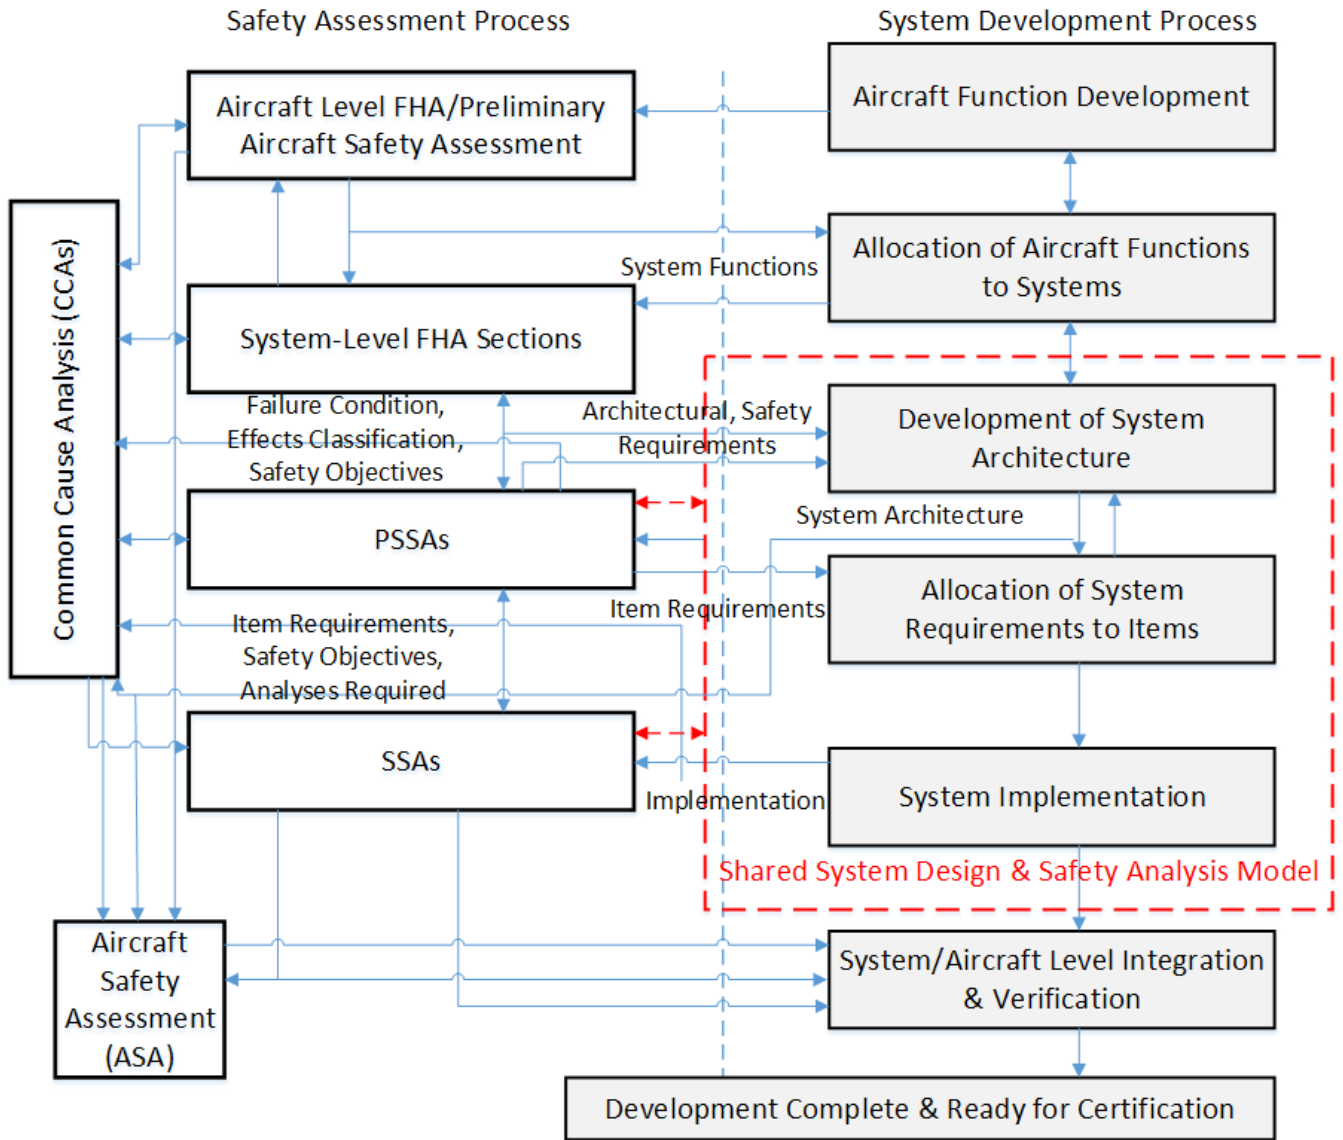 Safety Assessment Process
System Development Process
Aircraft Level FHA/Preliminary
Aircraft Safety Assessment
Aircraft Function Development
Allocation of Aircraft Functions
to Systems
System Functions
Common Cause Analysis (CCAs)
System-Level FHA Sections
Failure Condition,
Effects Classification,
Safety Objectives
Architectural, Safety
Requirements
Development of System
Architecture
PSSAs
System Architecture
Allocation of System
Requirements to Items
Item Requirements
Item Requirements,
Safety Objectives,
Analyses Required
SSAs
Implementation
System Implementation
Shared System Design & Safety Analysis Model
Aircraft
Safety
Assessment
(ASA)
System/Aircraft Level Integration
& Verification
Development Complete & Ready for Certification